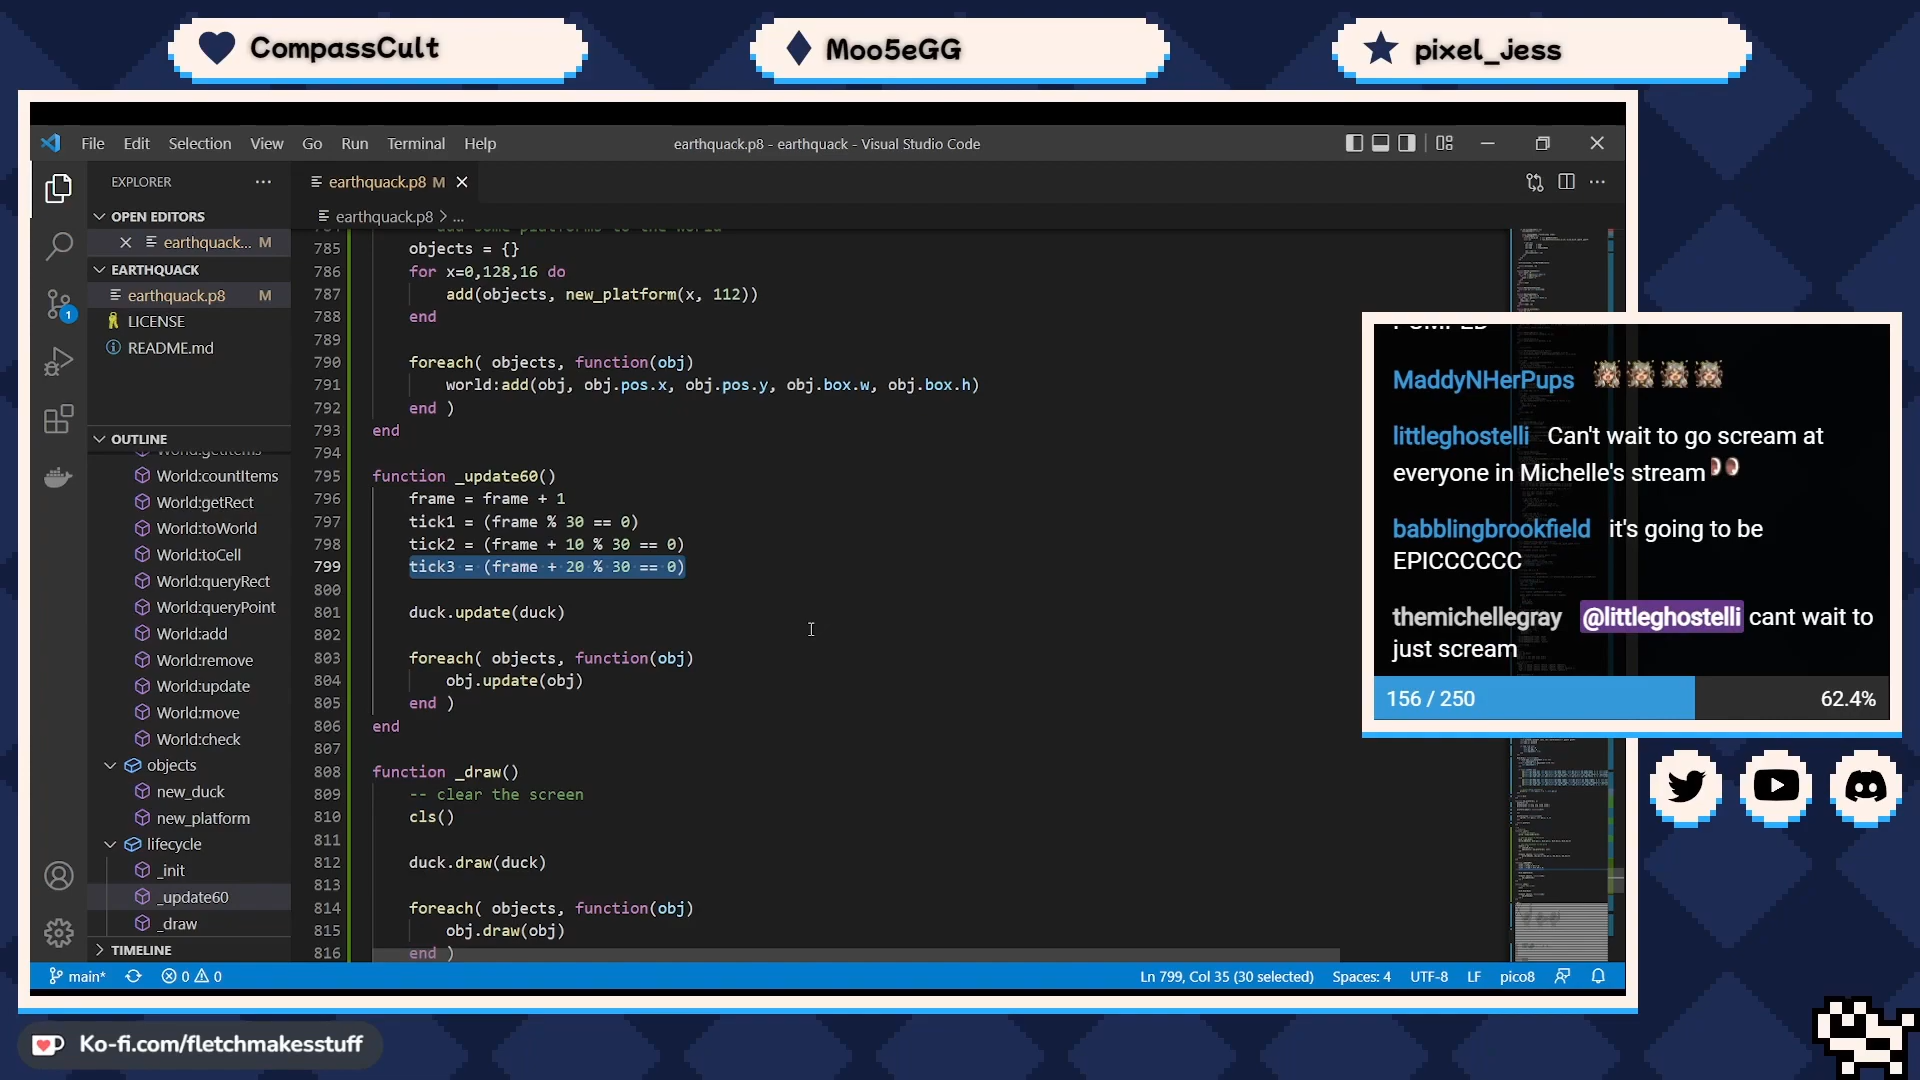 CompassCult
Moo5eGG
pixel_jess
File Edit Selection View Go Run Terminal Help
earthquack.p8 - earthquack - Visual Studio Code
EXPLORER
earthquack.p8 M
OPEN EDITORS
earthquack.p8 > ...
earthquack... M
EARTHQUACK
earthquack.p8 M
LICENSE
README.md
OUTLINE
World:countItems
World:getRect
World:toWorld
World:toCell
World:queryRect
World:queryPoint
World:add
World:remove
World:update
World:move
World:check
objects
new_duck
new_platform
lifecycle
_init
_update60
_draw
TIMELINE
785 objects = {}
786 for x=0,128,16 do
787 add(objects, new_platform(x, 112))
788 end
789
790 foreach( objects, function(obj)
791 world:add(obj, obj.pos.x, obj.pos.y, obj.box.w, obj.box.h)
792 end )
793 end
794
795 function _update60()
796 frame = frame + 1
797 tick1 = (frame % 30 == 0)
798 tick2 = (frame + 10 % 30 == 0)
799 tick3 = (frame + 20 % 30 == 0)
800
801 duck.update(duck)
802
803 foreach( objects, function(obj)
804 obj.update(obj)
805 end )
806 end
807
808 function _draw()
809 -- clear the screen
810 cls()
811
812 duck.draw(duck)
813
814 foreach( objects, function(obj)
815 obj.draw(obj)
816 end )
1
main* 0 0
Ln 799, Col 35 (30 selected) Spaces: 4 UTF-8 LF pico8
MaddyNHerPups
littleghostelli Can't wait to go scream at
everyone in Michelle's stream
babblingbrookfield it's going to be
EPICCCCCC
themichellegray @littleghostelli cant wait to
just scream
156 / 250 62.4%
Ko-fi.com/fletchmakesstuff